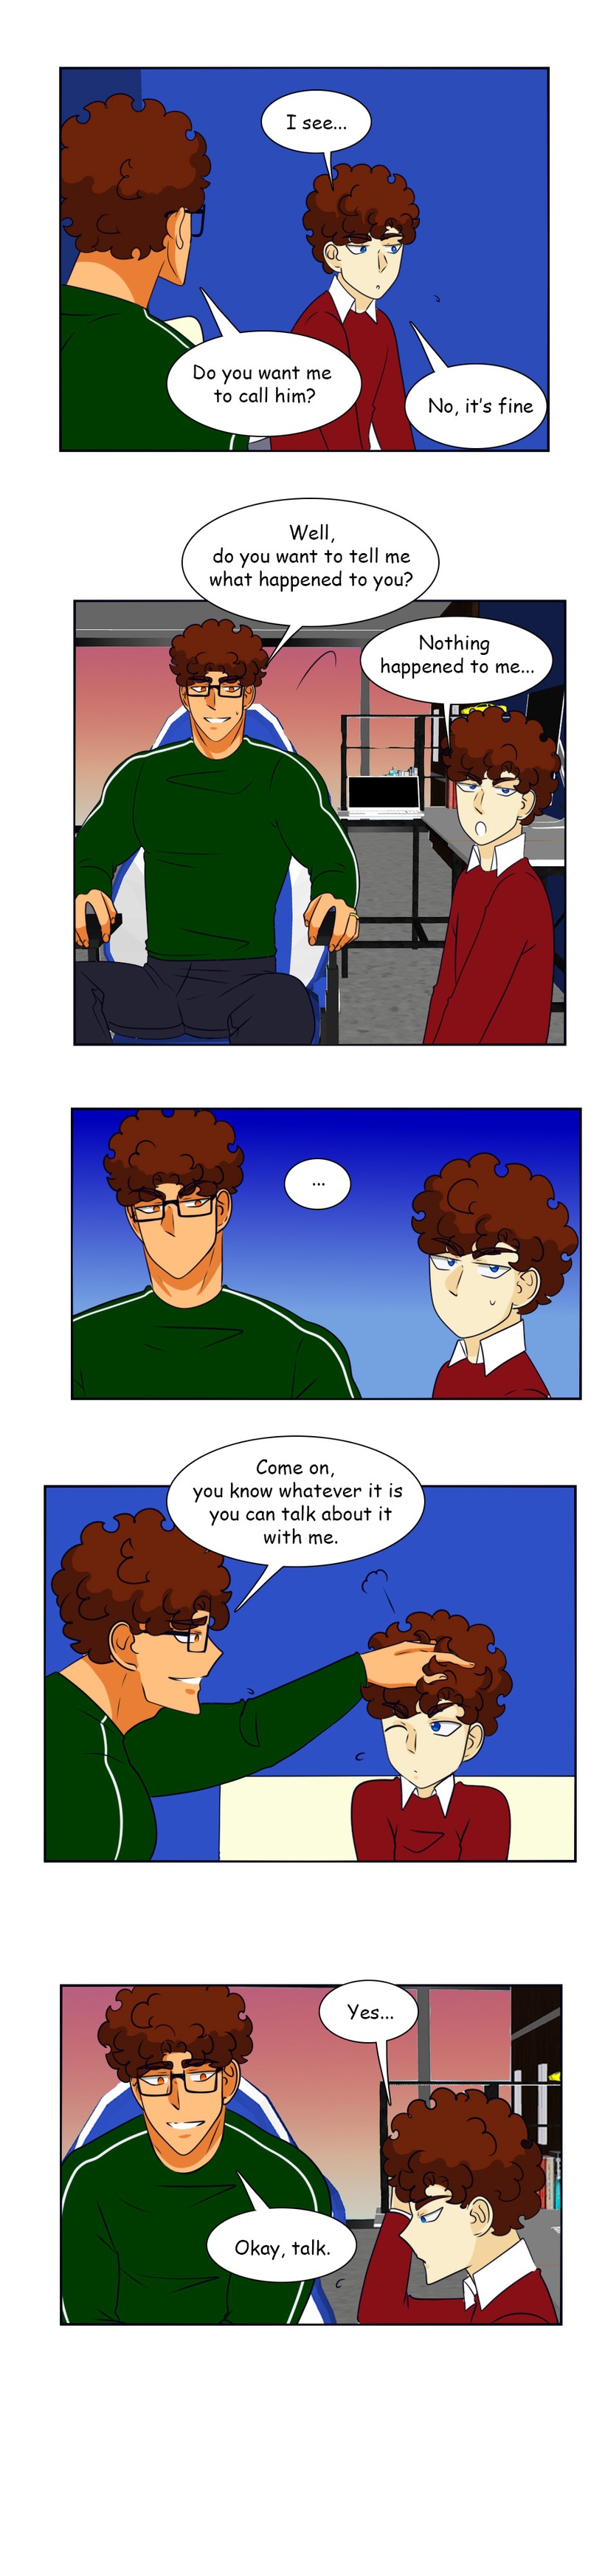 I see...
Do you want me
to call him?
No, it's fine
Well,
do you want to tell me
what happened to you?
Nothing
happened to me...
...
Come on,
you know whatever it is
you can talk about it
with me.
Yes...
Okay, talk.